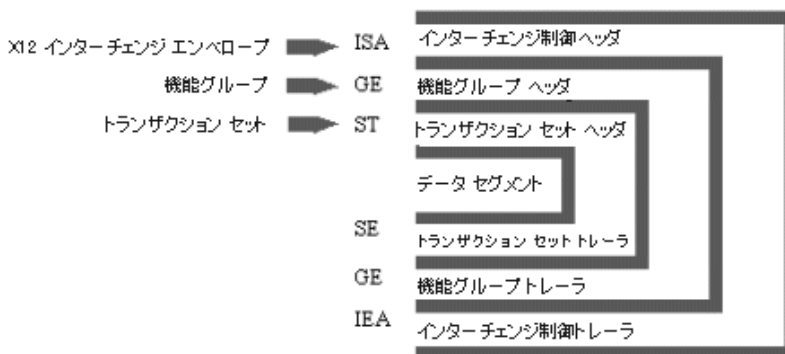 X12 インターチェンジ エンベロープ ISA インターチェンジ制御ヘッダ
機能グループ GE 機能グループ ヘッダ
トランザクション セット ST トランザクション セット ヘッダ
データ セグメント
SE トランザクション セット トレーラ
GE 機能グループトレーラ
IEA インターチェンジ制御トレーラ